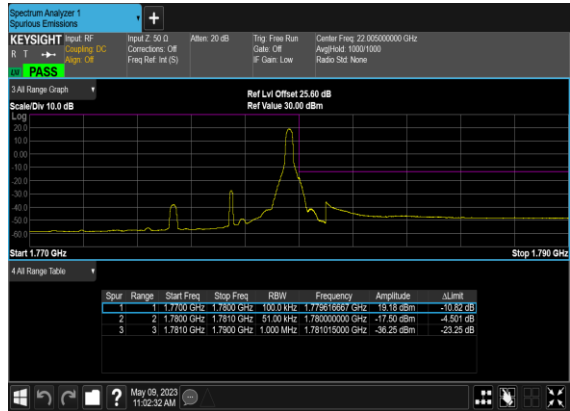 Spectrum Analyzer 1
Spurious Emissions
+
KEYSIGHT Input: RF Input Z: 50 Ω Atten: 20 dB Trig: Free Run Center Freq: 22.005000000 GHz
R T Coupling: DC Corrections: Off Gate: Off Avg|Hold: 1000/1000
Align: Off Freq Ref: Int (S) IF Gain: Low Radio Std: None
PASS
3 All Range Graph
Ref Lvl Offset 25.60 dB
Scale/Div 10.0 dB Ref Value 30.00 dBm
Log
20.0
10.0
0.00
-10.0
-20.0
-30.0
-40.0
-50.0
-60.0
Start 1.770 GHz Stop 1.790 GHz
4 All Range Table
Spur Range Start Freq Stop Freq RBW Frequency Amplitude ΔLimit
1 1 1.7700 GHz 1.7800 GHz 100.0 kHz 1.779616667 GHz 19.18 dBm -10.82 dB
2 2 1.7800 GHz 1.7810 GHz 51.00 kHz 1.780000000 GHz -17.50 dBm -4.501 dB
3 3 1.7810 GHz 1.7900 GHz 1.000 MHz 1.781015000 GHz -36.25 dBm -23.25 dB
? May 09, 2023
11:02:32 AM